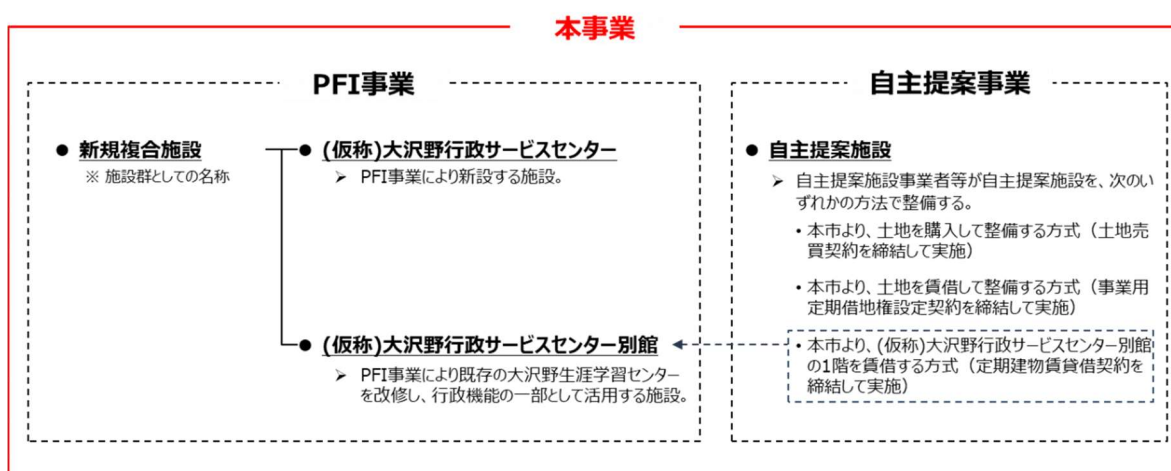 本事業
PFI事業
● 新規複合施設
※ 施設群としての名称
● (仮称)大沢野行政サービスセンター
➢ PFI事業により新設する施設。
● (仮称)大沢野行政サービスセンター別館
➢ PFI事業により既存の大沢野生涯学習センター
を改修し、行政機能の一部として活用する施設。
自主提案事業
● 自主提案施設
➢ 自主提案施設事業者等が自主提案施設を、次のい
ずれかの方法で整備する。
・本市より、土地を購入して整備する方式（土地売
買契約を締結して実施）
・本市より、土地を賃借して整備する方式（事業用
定期借地権設定契約を締結して実施）
・本市より、(仮称)大沢野行政サービスセンター別館
の1階を賃借する方式（定期建物賃貸借契約を
締結して実施）